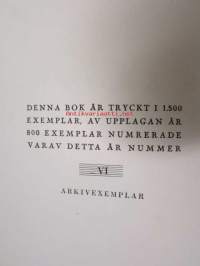 DENNA BOK ÄR TRYCKT I 1.500
EXEMPLAR, AV UPPLAGAN ÄR
800 EXEMPLAR NUMRERADE
VARAV DETTA ÄR NUMMER
VI
ARKIVEXEMPLAR